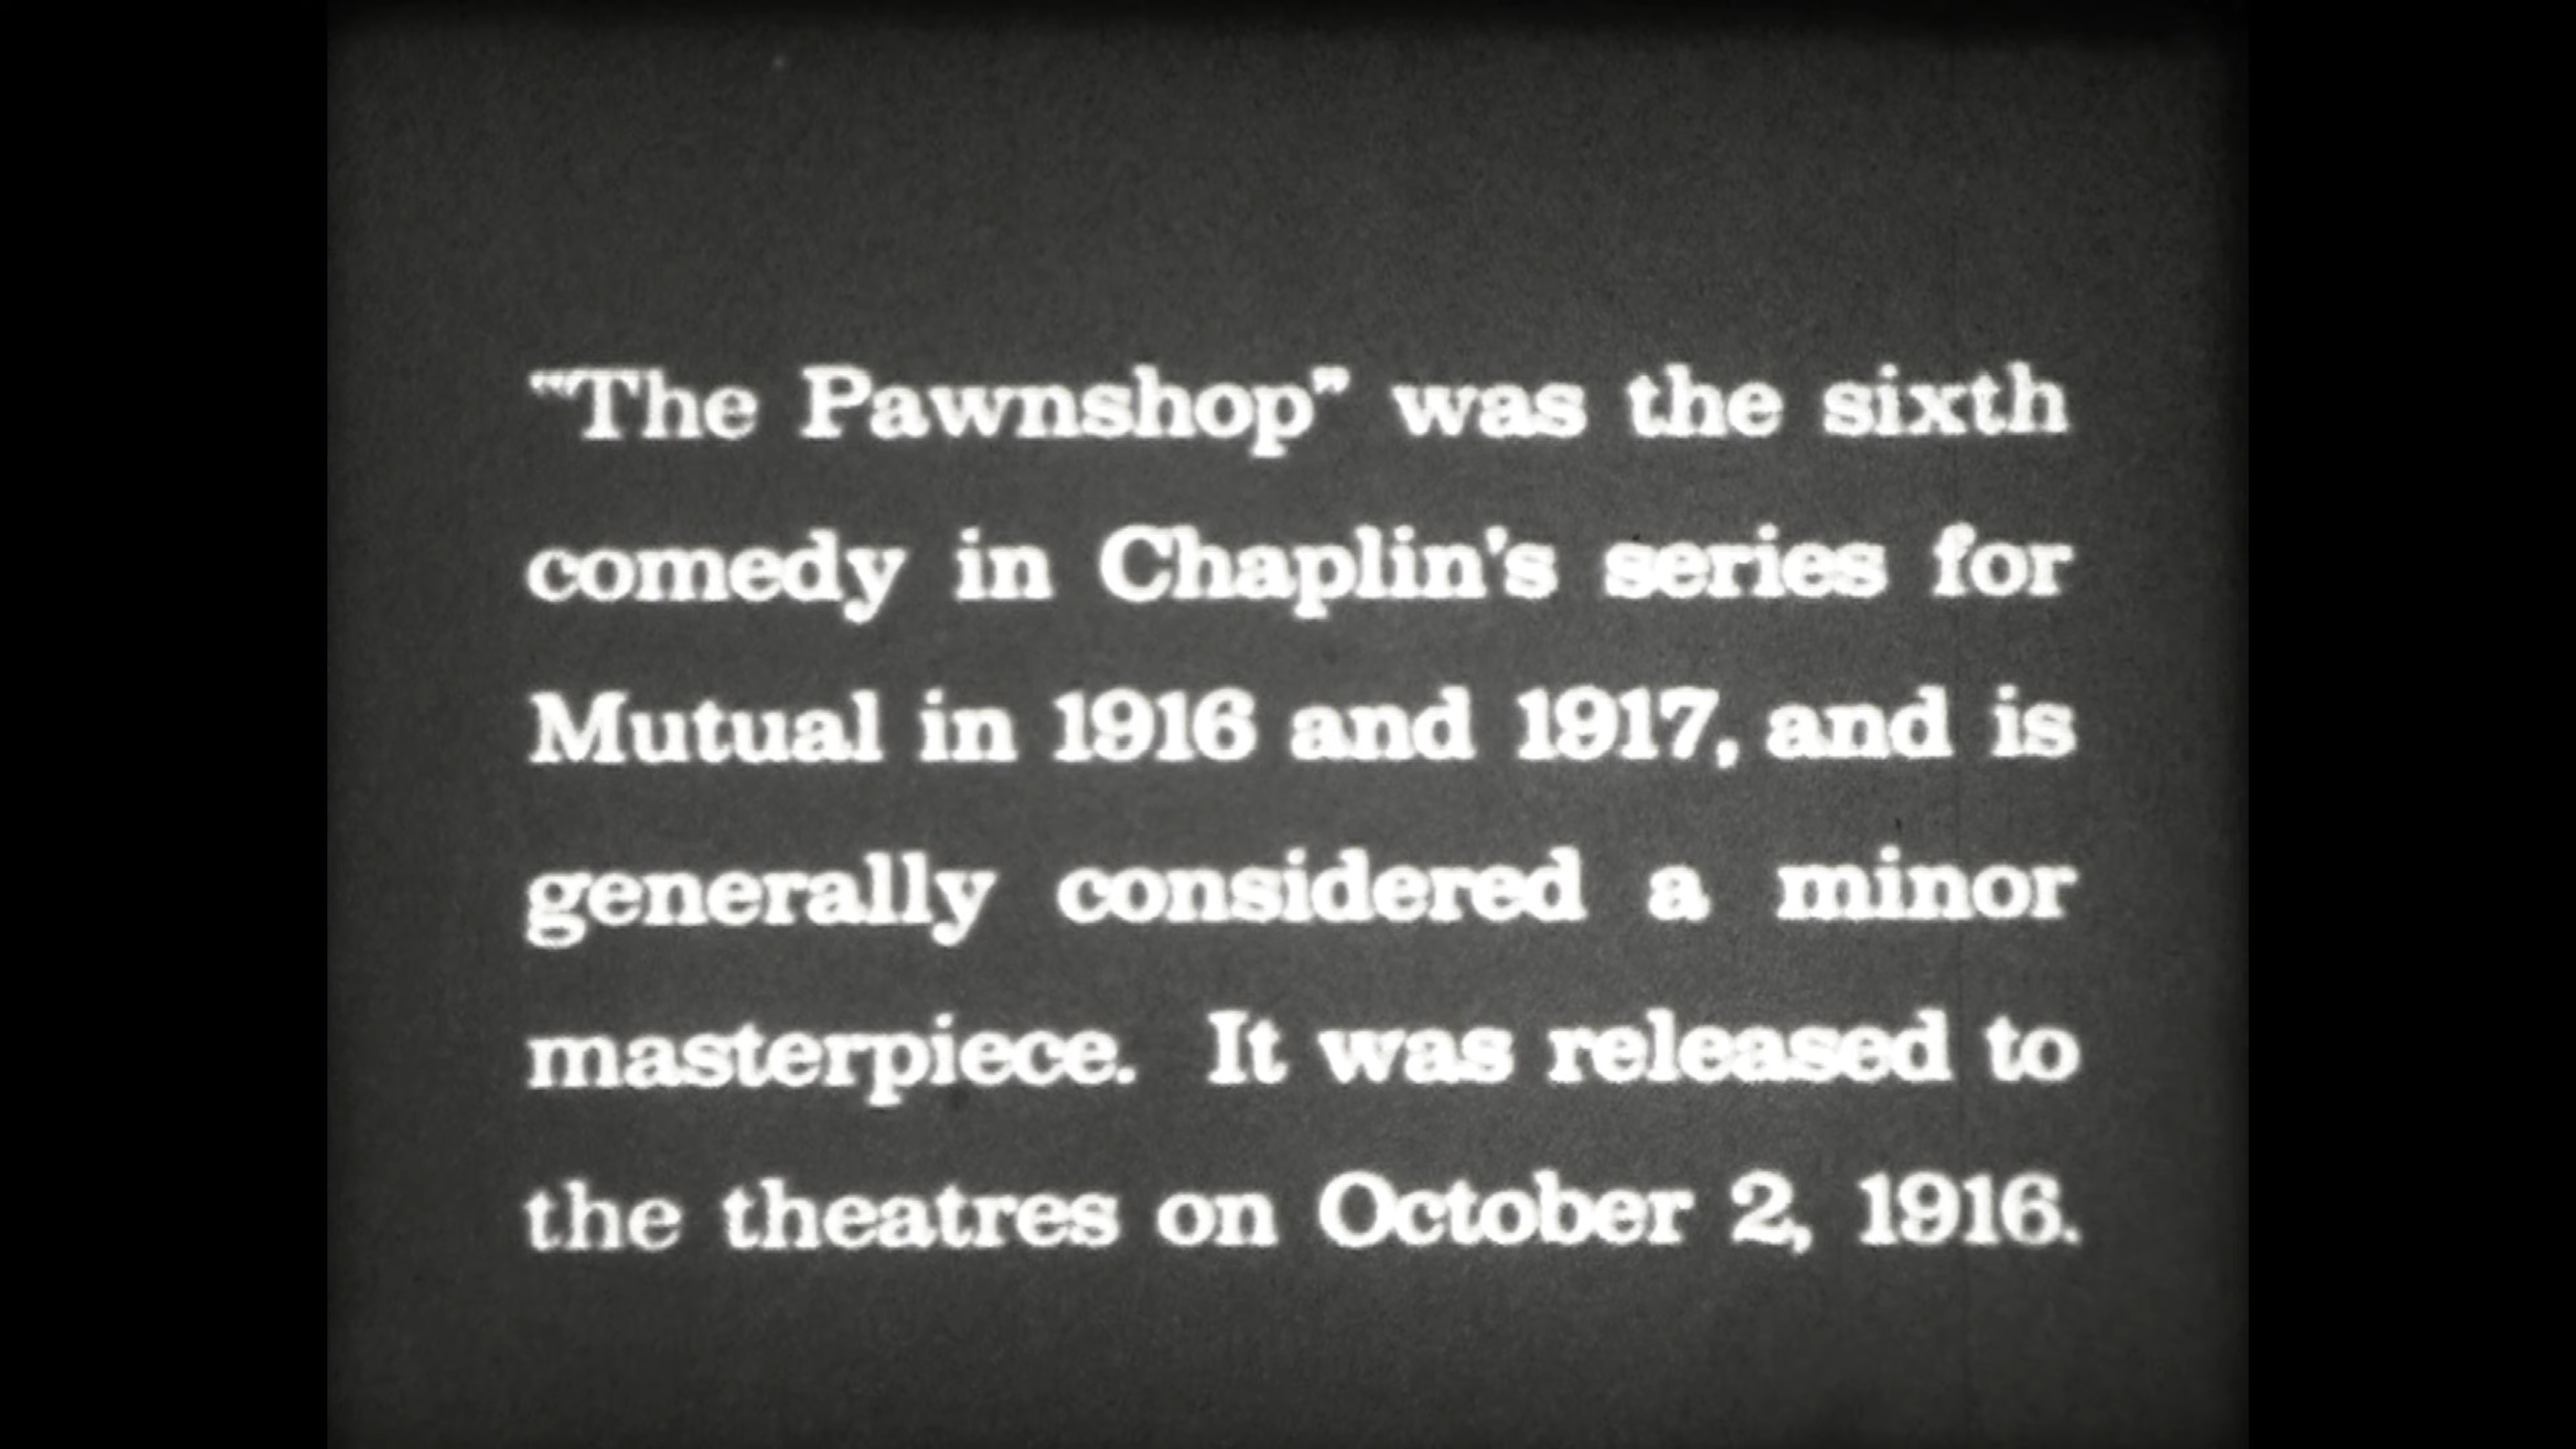 “The Pawnshop” was the sixth
comedy in Chaplin's series for
Mutual in 1916 and 1917, and is
generally considered a minor
masterpiece. It was released to
the theatres on October 2, 1916.